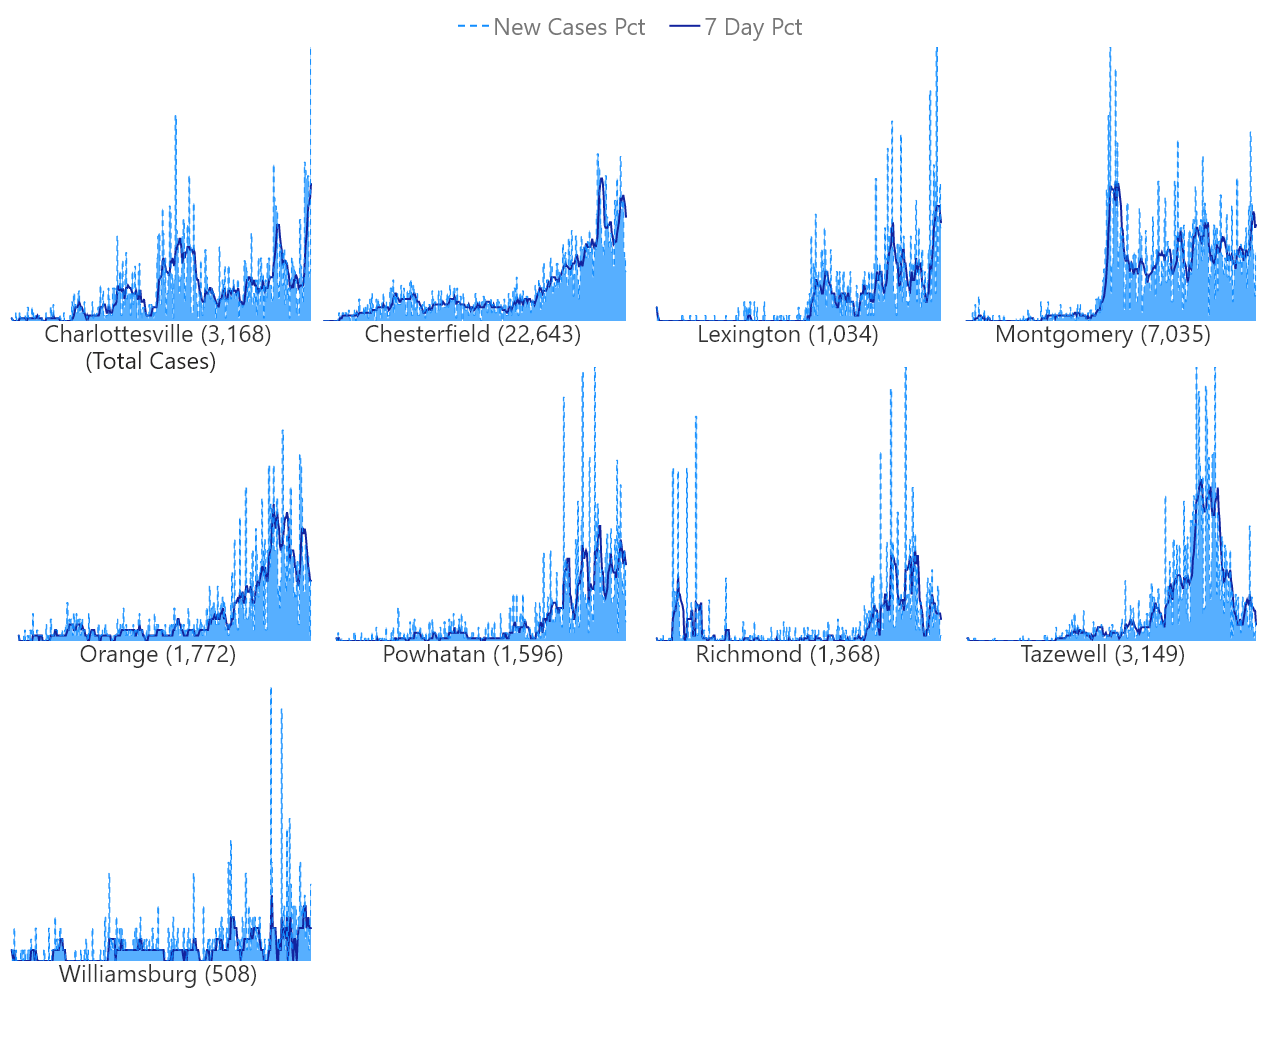 New Cases Pct 7 Day Pct
Charlottesville (3,168)
(Total Cases)
Chesterfield (22,643)
Lexington (1,034)
Montgomery (7,035)
Orange (1,772)
Powhatan (1,596)
Richmond (1,368)
Tazewell (3,149)
Williamsburg (508)